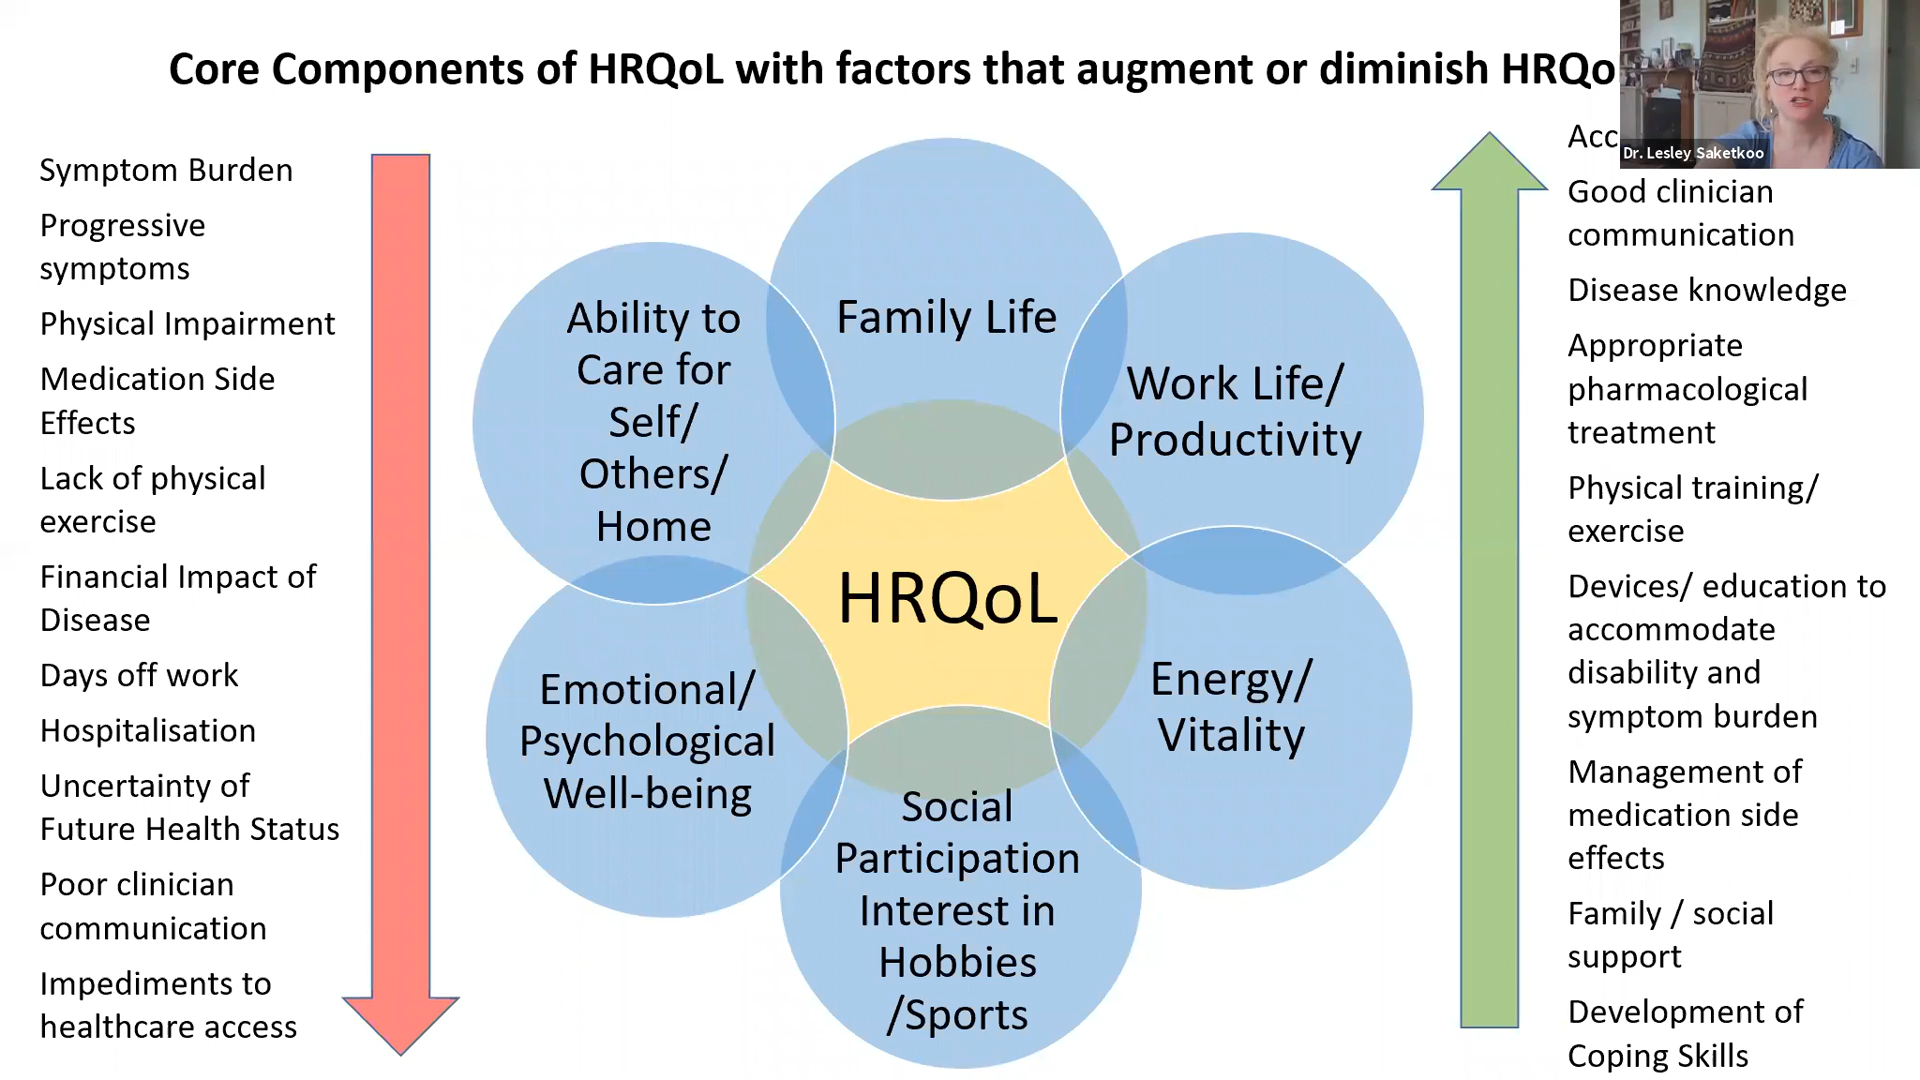 Core Components of HRQoL with factors that augment or diminish
Dr. Lesley Saketkoo
Symptom Burden
Progressive
symptoms
Physical Impairment
Medication Side
Effects
Lack of physical
exercise
Financial Impact of
Disease
Days off work
Hospitalisation
Uncertainty of
Future Health Status
Poor clinician
communication
Impediments to
healthcare access
Family Life
Ability to
Care for
Self/
Others/
Home
Work Life/
Productivity
HRQoL
Emotional/
Psychological
Well-being
Energy/
Vitality
Social
Participation
Interest in
Hobbies
/Sports
Good clinician
communication
Disease knowledge
Appropriate
pharmacological
treatment
Physical training/
exercise
Devices/ education to
accommodate
disability and
symptom burden
Management of
medication side
effects
Family / social
support
Development of
Coping Skills